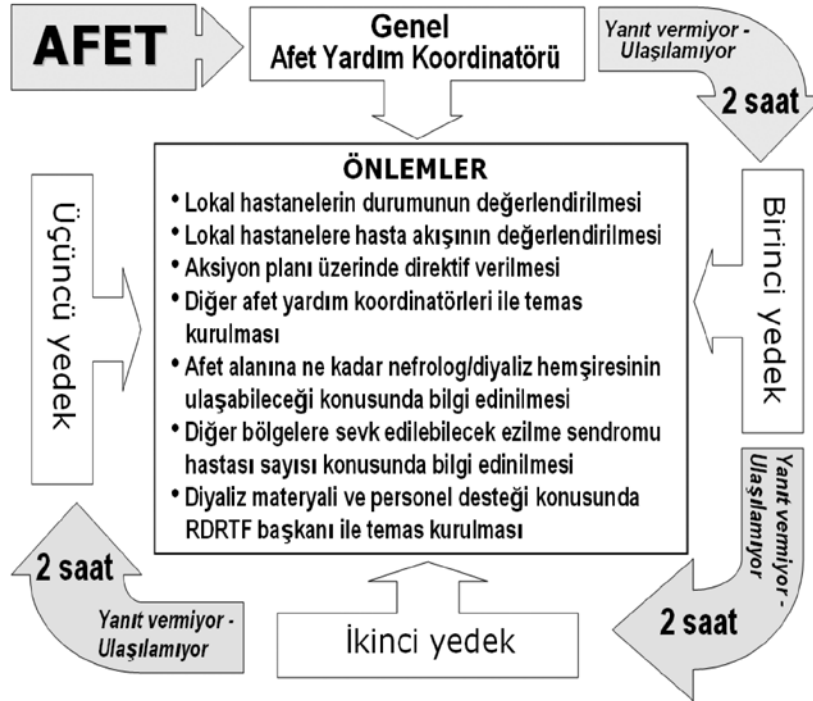 AFET
Genel
Afet Yardım Koordinatörü
Yanıt vermiyor -
Ulaşılamıyor
2 saat
ÖNLEMLER
• Lokal hastanelerin durumunun değerlendirilmesi
• Lokal hastanelere hasta akışının değerlendirilmesi
• Aksiyon planı üzerinde direktif verilmesi
• Diğer afet yardım koordinatörleri ile temas
kurulması
• Afet alanına ne kadar nefrolog/diyaliz hemşiresinin
ulaşabileceği konusunda bilgi edinilmesi
• Diğer bölgelere sevk edilebilecek ezilme sendromu
hastası sayısı konusunda bilgi edinilmesi
• Diyaliz materyali ve personel desteği konusunda
RDRTF başkanı ile temas kurulması
Birinci yedek
Yanıt vermiyor -
Ulaşılamıyor
2 saat
İkinci yedek
Yanıt vermiyor -
Ulaşılamıyor
2 saat
Üçüncü yedek